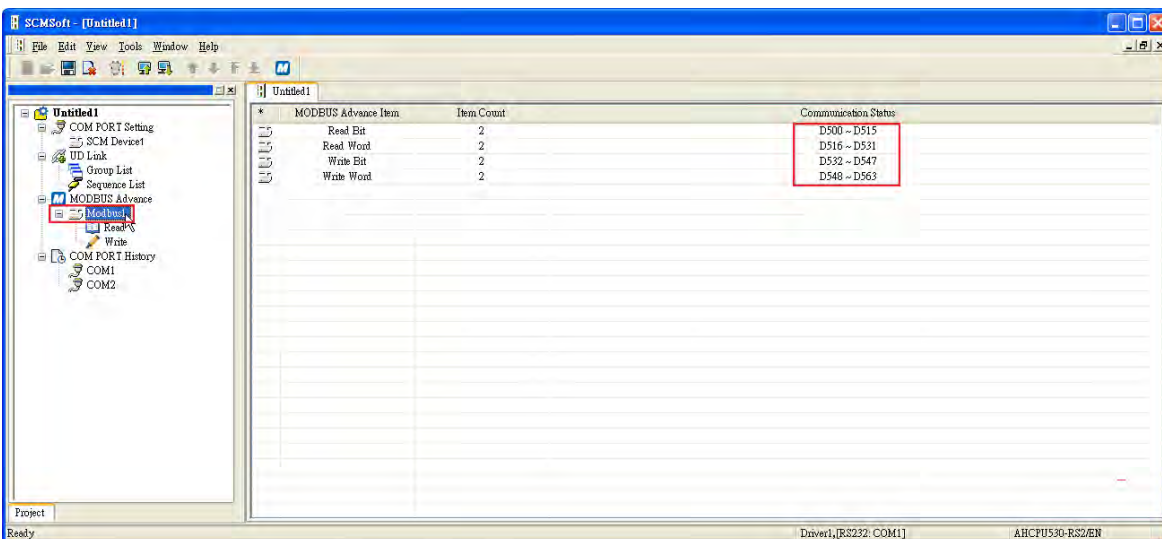 SCMSoft - [Untitled1]
File Edit View Tools Window Help
Untitled1
COM PORT Setting
SCM Device1
UD Link
Group List
Sequence List
MODBUS Advance
Modbus1
Read
Write
COM PORT History
COM1
COM2
Project
Untitled1
* MODBUS Advance Item Item Count Communication Status
Read Bit 2 D500 ~ D515
Read Word 2 D516 ~ D531
Write Bit 2 D532 ~ D547
Write Word 2 D548 ~ D563
Ready Driver1,[RS232: COM1] AHCPU530-RS2/EN